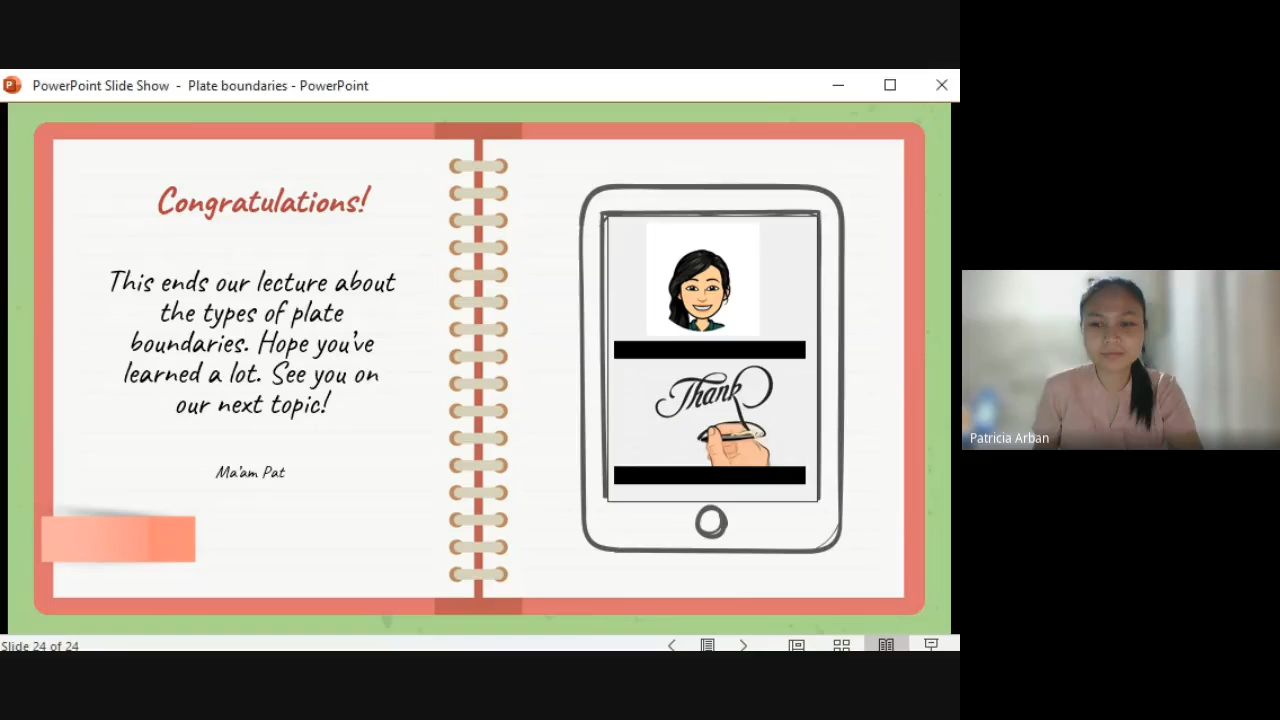 PowerPoint Slide Show - Plate boundaries - PowerPoint
Congratulations!
This ends our lecture about
the types of plate
boundaries. Hope you've
learned a lot. See you on
our next topic!
Ma'am Pat
Thank
Slide 24 of 24
Patricia Arban